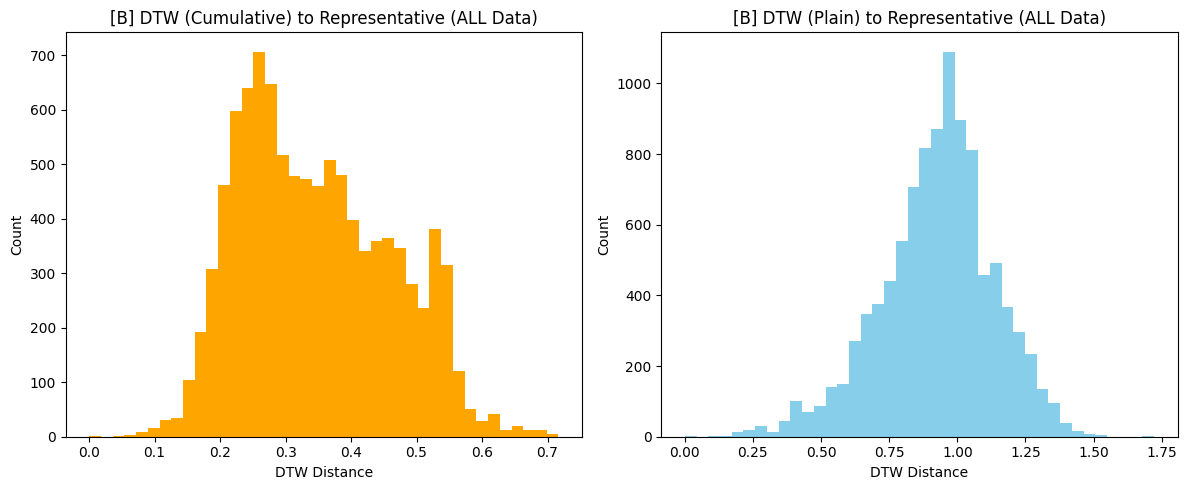 [B] DTW (Cumulative) to Representative (ALL Data)
700
600
500
400
300
200
100
0
Count
0.0 0.1 0.2 0.3 0.4 0.5 0.6 0.7
DTW Distance
[B] DTW (Plain) to Representative (ALL Data)
1000
800
600
400
200
0
Count
0.00 0.25 0.50 0.75 1.00 1.25 1.50 1.75
DTW Distance